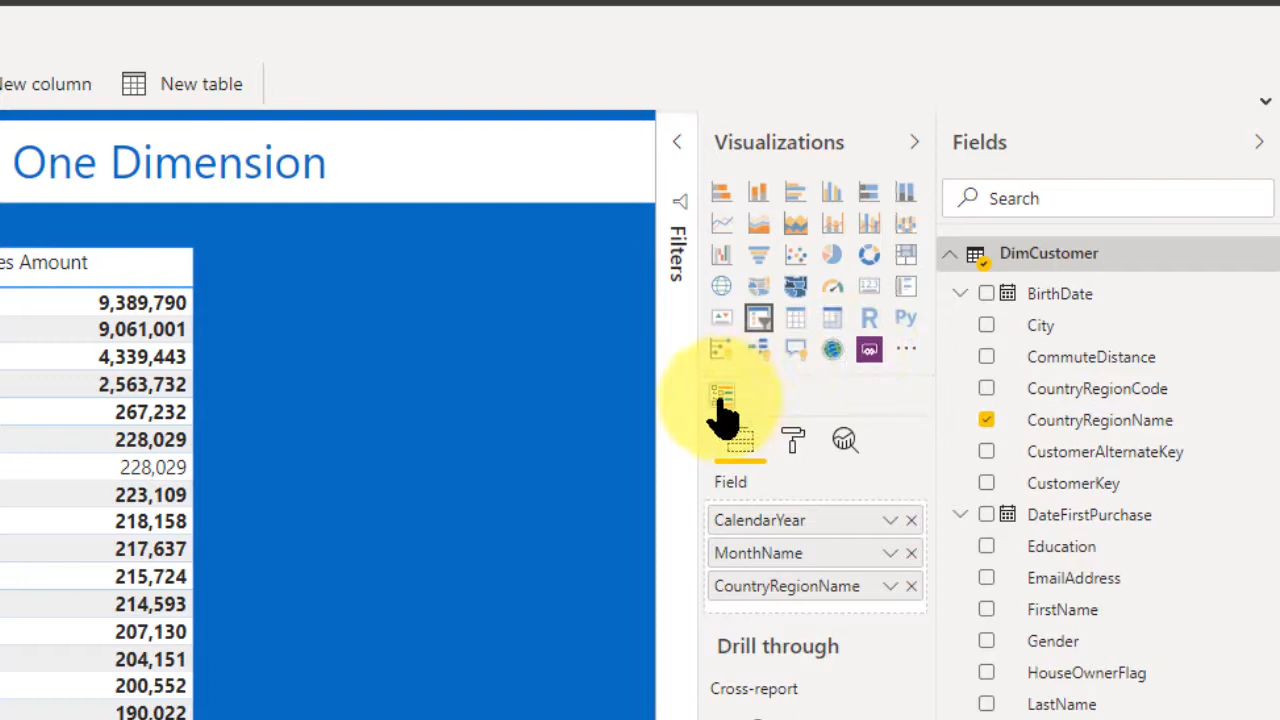 New column
New table
One Dimension
es Amount
9,389,790
9,061,001
4,339,443
2,563,732
267,232
228,029
228,029
223,109
218,158
217,637
215,724
214,593
207,130
204,151
200,552
190,022
Filters
Visualizations
123
R
Py
Field
CalendarYear
MonthName
CountryRegionName
Drill through
Cross-report
Fields
Search
DimCustomer
BirthDate
City
CommuteDistance
CountryRegionCode
CountryRegionName
CustomerAlternateKey
CustomerKey
DateFirstPurchase
Education
EmailAddress
FirstName
Gender
HouseOwnerFlag
LastName